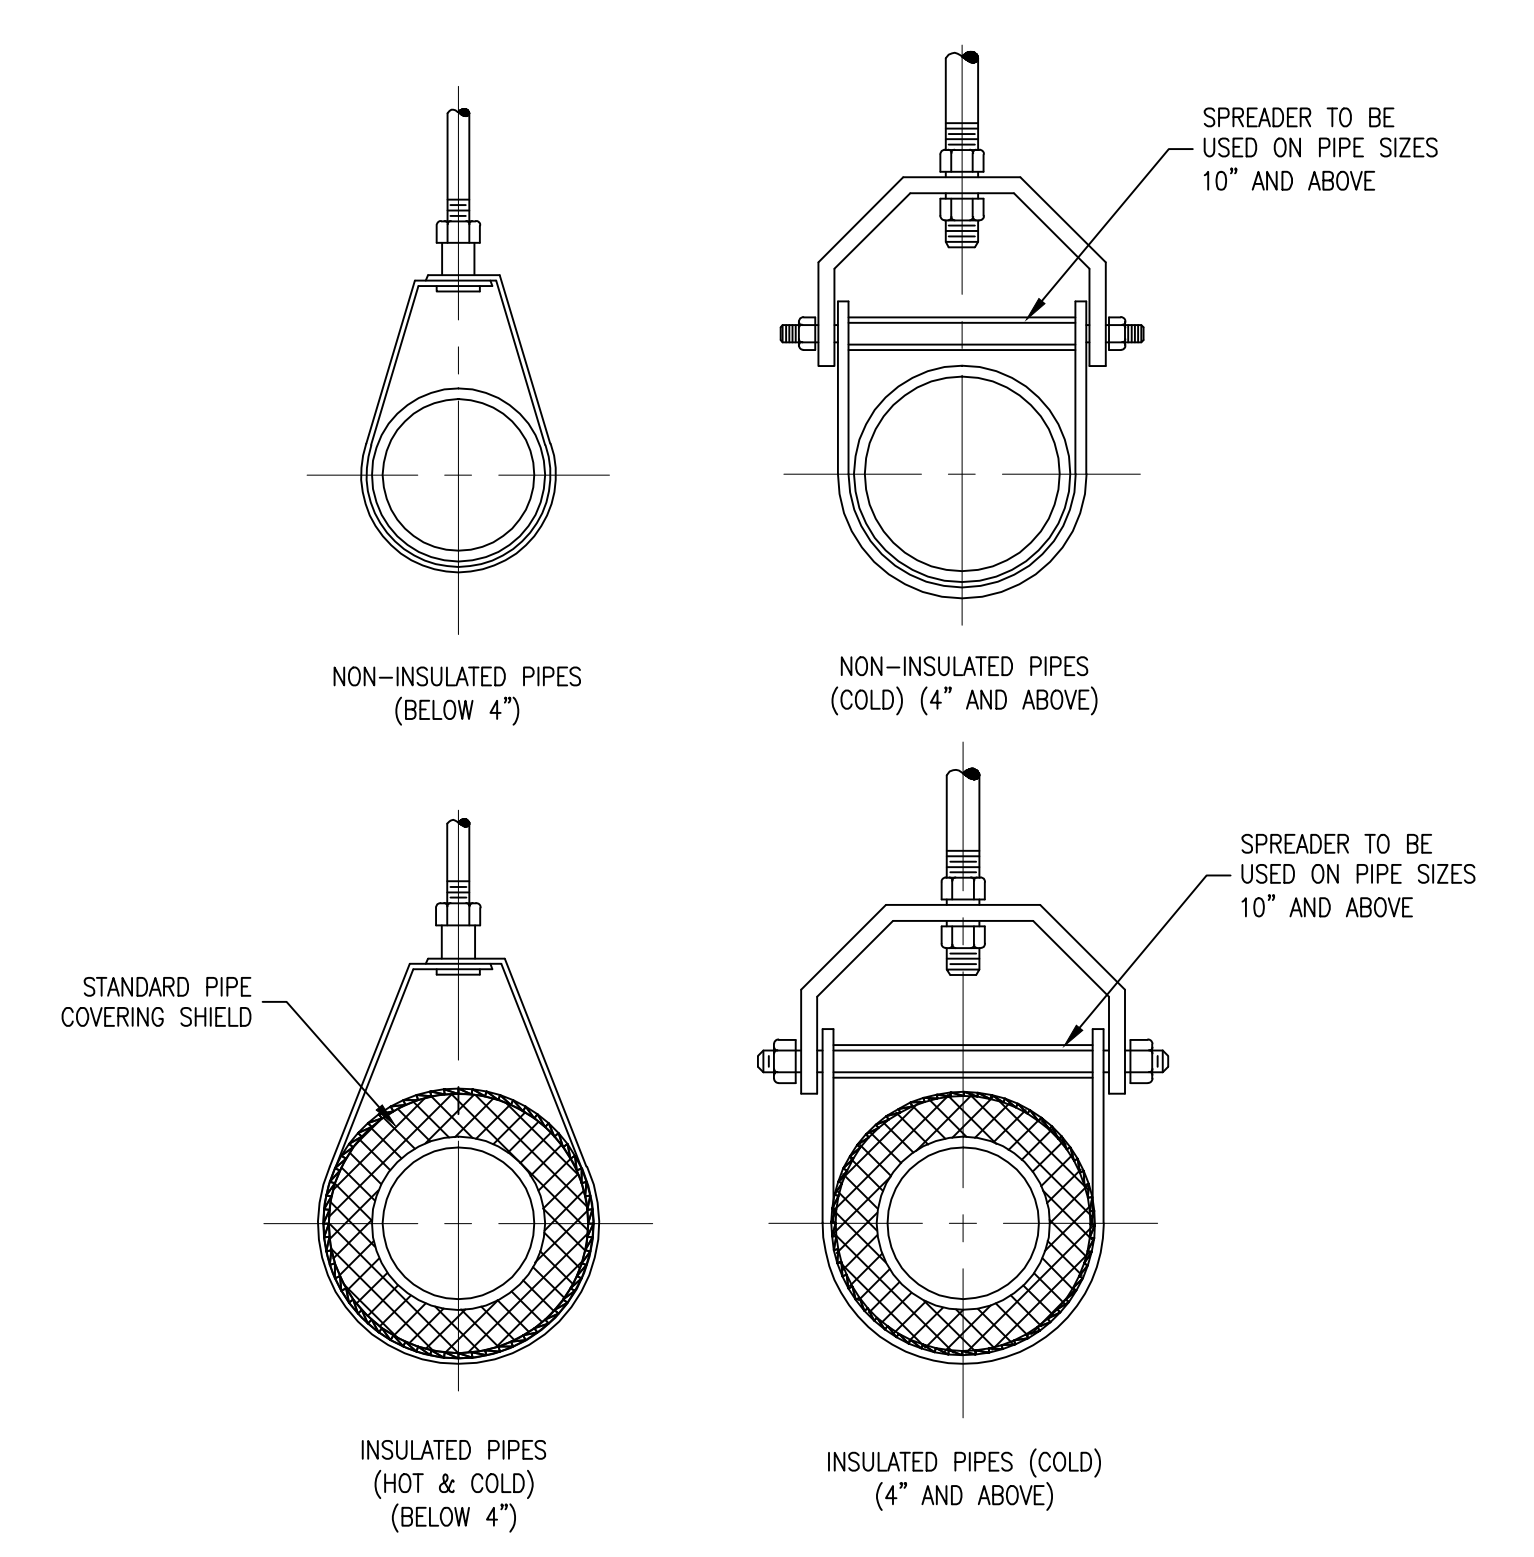 SPREADER TO BE
USED ON PIPE SIZES
10” AND ABOVE
NON-INSULATED PIPES
(BELOW 4”)
NON-INSULATED PIPES
(COLD) (4” AND ABOVE)
SPREADER TO BE
USED ON PIPE SIZES
10” AND ABOVE
STANDARD PIPE
COVERING SHIELD
INSULATED PIPES
(HOT & COLD)
(BELOW 4”)
INSULATED PIPES (COLD)
(4” AND ABOVE)